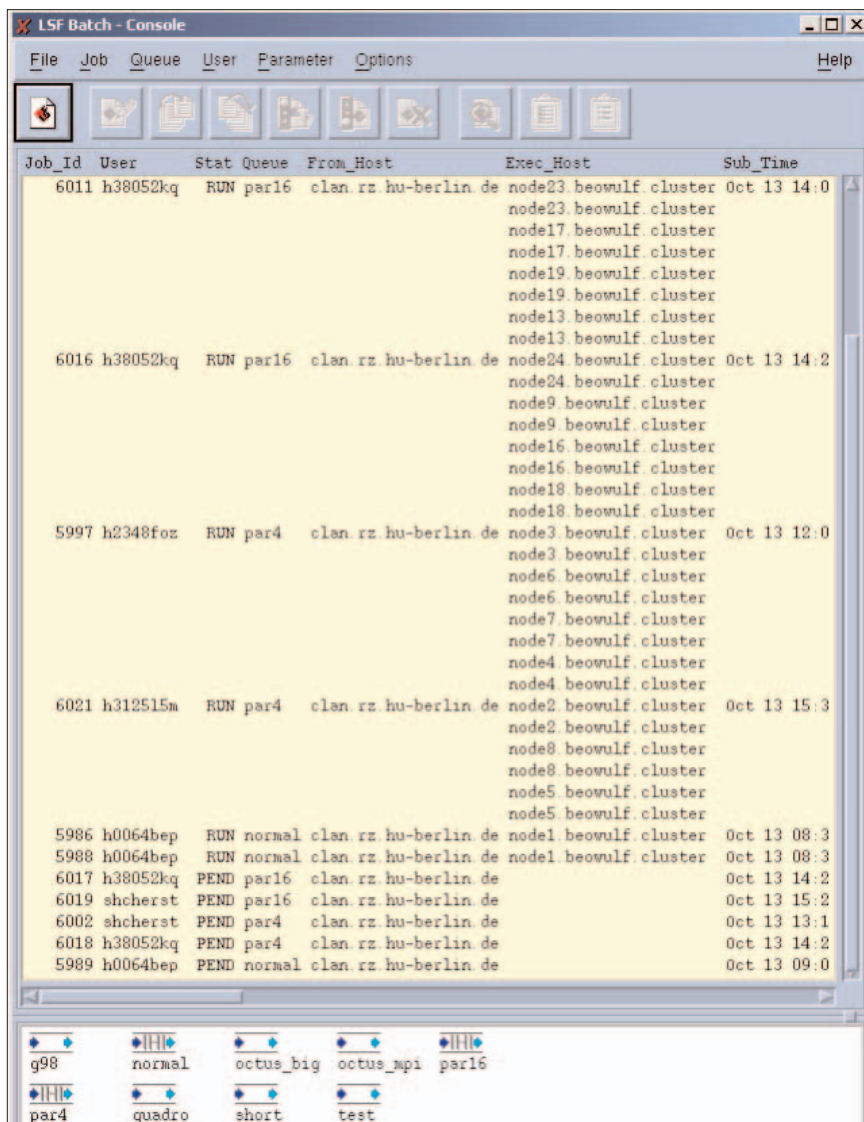 LSF Batch - Console
File Job Queue User Parameter Options Help
Job_Id User Stat Queue From_Host Exec_Host Sub_Time
6011 h38052kq RUN par16 clan.rz.hu-berlin.de node23.beowulf.cluster Oct 13 14:0
node23.beowulf.cluster
node17.beowulf.cluster
node17.beowulf.cluster
node19.beowulf.cluster
node19.beowulf.cluster
node13.beowulf.cluster
node13.beowulf.cluster
6016 h38052kq RUN par16 clan.rz.hu-berlin.de node24.beowulf.cluster Oct 13 14:2
node24.beowulf.cluster
node9.beowulf.cluster
node9.beowulf.cluster
node16.beowulf.cluster
node16.beowulf.cluster
node18.beowulf.cluster
node18.beowulf.cluster
5997 h2348foz RUN par4 clan.rz.hu-berlin.de node3.beowulf.cluster Oct 13 12:0
node3.beowulf.cluster
node6.beowulf.cluster
node6.beowulf.cluster
node7.beowulf.cluster
node7.beowulf.cluster
node4.beowulf.cluster
node4.beowulf.cluster
6021 h312515m RUN par4 clan.rz.hu-berlin.de node2.beowulf.cluster Oct 13 15:3
node2.beowulf.cluster
node8.beowulf.cluster
node8.beowulf.cluster
node5.beowulf.cluster
node5.beowulf.cluster
5986 h0064bep RUN normal clan.rz.hu-berlin.de node1.beowulf.cluster Oct 13 08:3
5988 h0064bep RUN normal clan.rz.hu-berlin.de node1.beowulf.cluster Oct 13 08:3
6017 h38052kq PEND par16 clan.rz.hu-berlin.de Oct 13 14:2
6019 shcherst PEND par16 clan.rz.hu-berlin.de Oct 13 15:2
6002 shcherst PEND par4 clan.rz.hu-berlin.de Oct 13 13:1
6018 h38052kq PEND par4 clan.rz.hu-berlin.de Oct 13 14:2
5989 h0064bep PEND normal clan.rz.hu-berlin.de Oct 13 09:0
g98 normal octus_big octus_mpi par16
par4 quadro short test